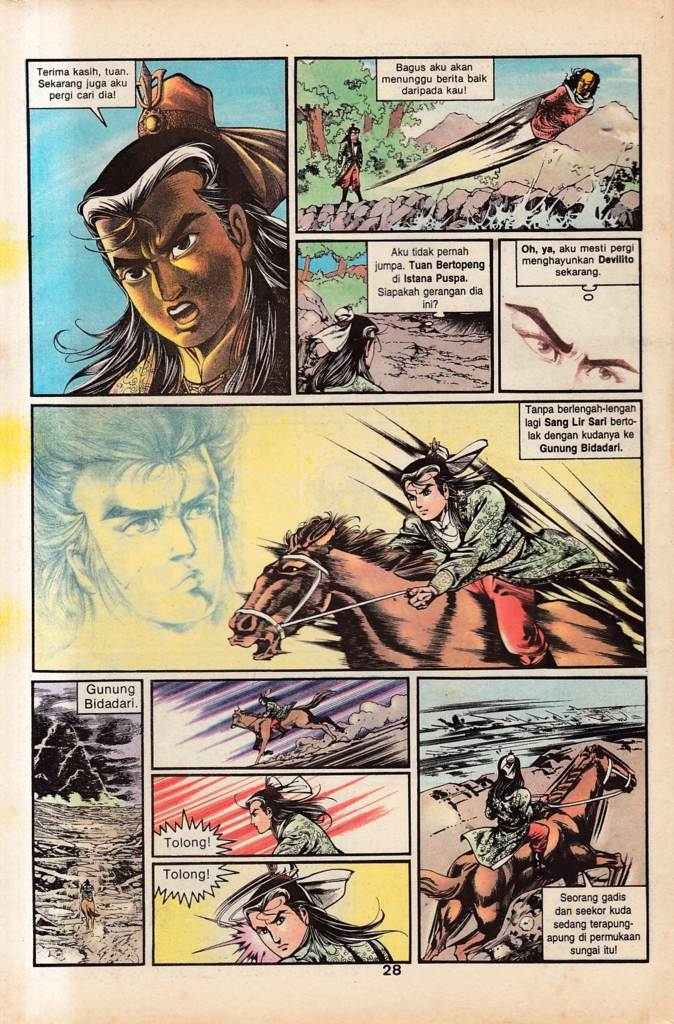 Terima kasih, tuan.
Sekarang juga aku
pergi cari dia!
Bagus aku akan
menunggu berita baik
daripada kau!
Aku tidak pernah
jumpa. Tuan Bertopeng
di Istana Puspa.
Siapakah gerangan dia
ini?
Oh, ya, aku mesti pergi
menghayunkan Devilito
sekarang.
Tanpa berlengah-lengah
lagi Sang Lir Sari berto-
lak dengan kudanya ke
Gunung Bidadari.
Gunung
Bidadari.
Tolong!
Tolong!
Seorang gadis
dan seekor kuda
sedang terapung-
apung di permukaan
sungai itu!
28